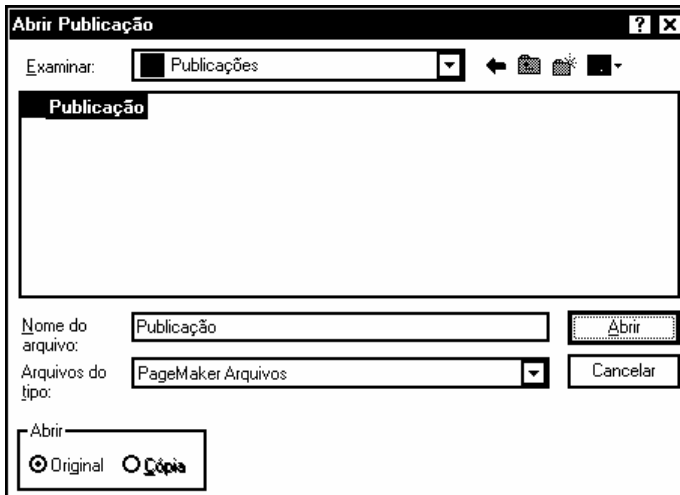 Abrir Publicação
Examinar: Publicações
Publicação
Nome do arquivo: Publicação
Abrir
Arquivos do tipo: PageMaker Arquivos
Cancelar
Abrir
Original Cópia